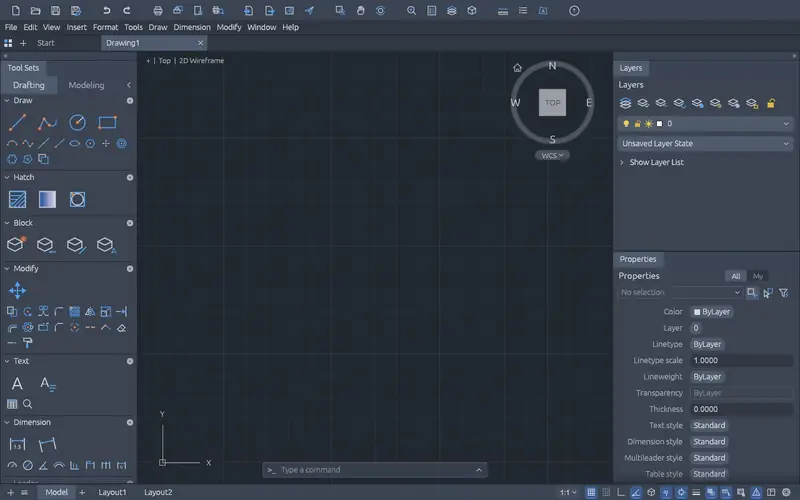 File Edit View Insert Format Tools Draw Dimension Modify Window Help
Start
Drawing1
Tool Sets
Drafting Modeling
Draw
Hatch
Block
Modify
Text
A A
Dimension
1.5
+ | Top | 2D Wireframe
N
W TOP E
S
WCS
Y
X
>_ Type a command
Model + Layout1 Layout2
1:1
Layers
Layers
0
Unsaved Layer State
Show Layer List
Properties
Properties All My
No selection
Color ByLayer
Layer 0
Linetype ByLayer
Linetype scale 1.0000
Lineweight ByLayer
Transparency ByLayer
Thickness 0.0000
Text style Standard
Dimension style Standard
Multileader style Standard
Table style Standard